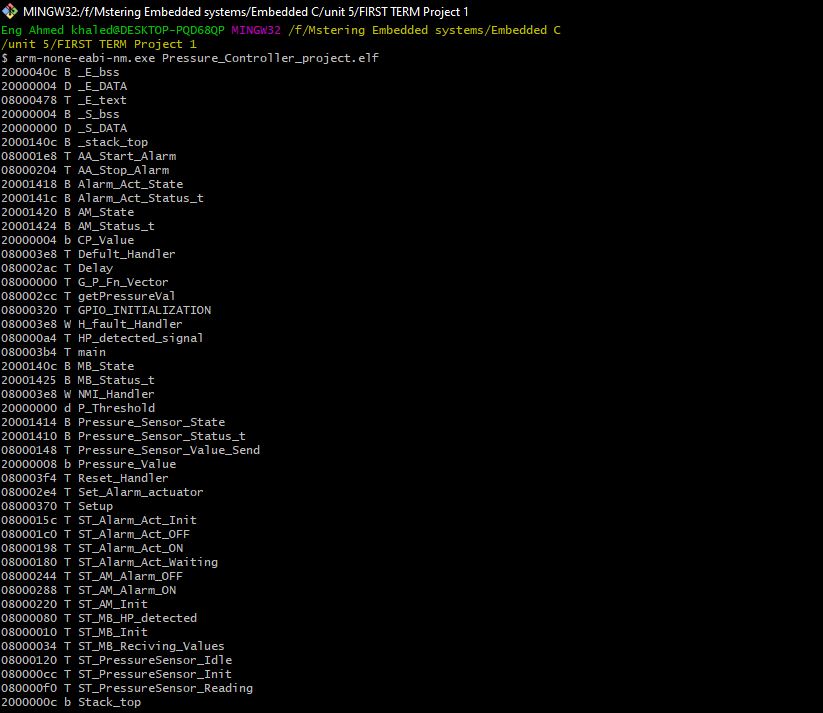 MINGW32:/f/Mstering Embedded systems/Embedded C/unit 5/FIRST TERM Project 1
Eng Ahmed khaled@DESKTOP-PQD68QP MINGW32 /f/Mstering Embedded systems/Embedded C
/unit 5/FIRST TERM Project 1
$ arm-none-eabi-nm.exe Pressure_Controller_project.elf
2000040c B _E_bss
20000004 D _E_DATA
08000478 T _E_text
20000004 B _S_bss
20000000 D _S_DATA
2000140c B _stack_top
080001e8 T AA_Start_Alarm
08000204 T AA_Stop_Alarm
20001418 B Alarm_Act_State
2000141c B Alarm_Act_Status_t
20001420 B AM_State
20001424 B AM_Status_t
20000004 b CP_Value
080003e8 T Defult_Handler
080002ac T Delay
08000000 T G_P_Fn_Vector
080002cc T getPressureVal
08000320 T GPIO_INITIALIZATION
080003e8 W H_fault_Handler
080000a4 T HP_detected_signal
080003b4 T main
2000140c B MB_State
20001425 B MB_Status_t
080003e8 W NMI_Handler
20000000 d P_Threshold
20001414 B Pressure_Sensor_State
20001410 B Pressure_Sensor_Status_t
08000148 T Pressure_Sensor_Value_Send
20000008 b Pressure_Value
080003f4 T Reset_Handler
080002e4 T Set_Alarm_actuator
08000370 T Setup
0800015c T ST_Alarm_Act_Init
080001c0 T ST_Alarm_Act_OFF
08000198 T ST_Alarm_Act_ON
08000180 T ST_Alarm_Act_Waiting
08000244 T ST_AM_Alarm_OFF
08000288 T ST_AM_Alarm_ON
08000220 T ST_AM_Init
08000080 T ST_MB_HP_detected
08000010 T ST_MB_Init
08000034 T ST_MB_Reciving_Values
08000120 T ST_PressureSensor_Idle
080000cc T ST_PressureSensor_Init
080000f0 T ST_PressureSensor_Reading
2000000c b Stack_top